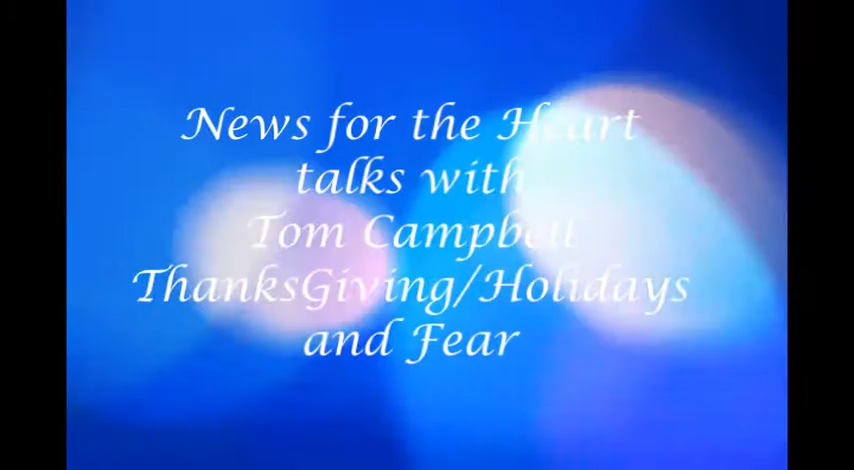 News for the Heart
talks with
Tom Campbell
ThanksGiving/Holidays
and Fear